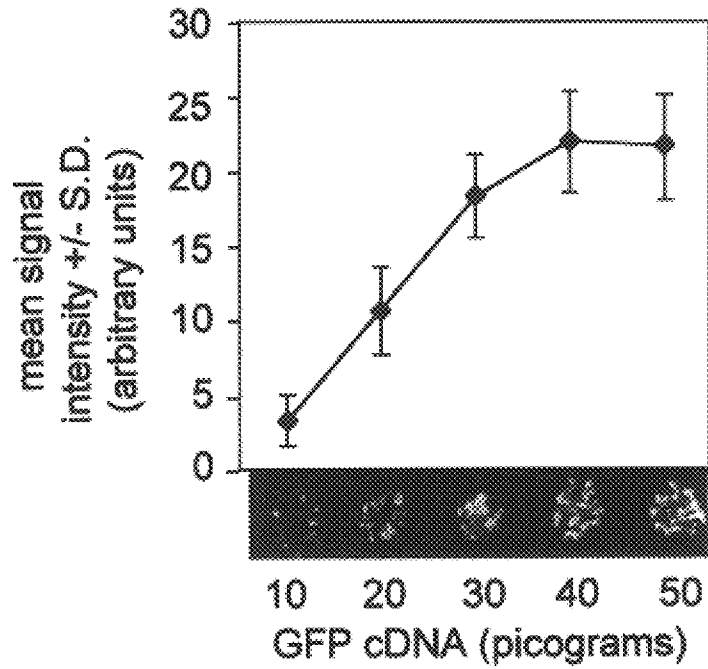 mean signal
intensity +/- S.D.
(arbitrary units)
30
25
20
15
10
5
0
10 20 30 40 50
GFP cDNA (picograms)